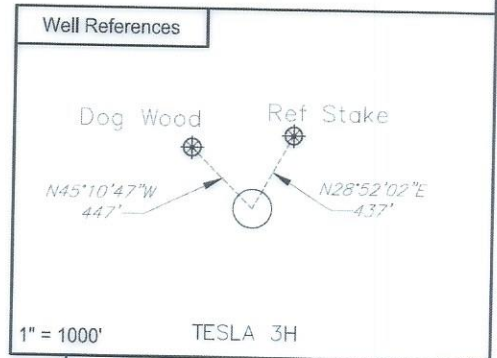 Well References
Dog Wood
Ref Stake
N45°10'47"W
447'
N28°52'02"E
437'
1" = 1000'
TESLA 3H